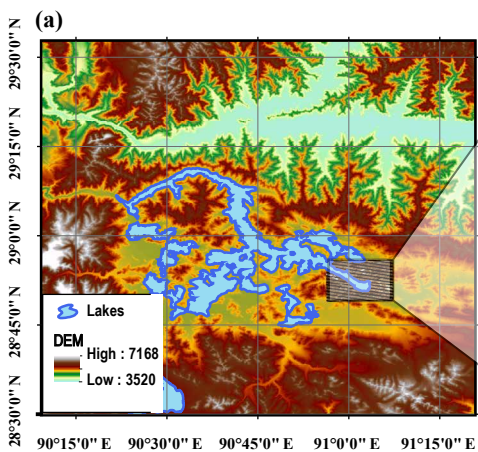 (a)
29°30'0" N
29°15'0" N
29°0'0" N
28°45'0" N
28°30'0" N
Lakes
DEM
High : 7168
Low : 3520
90°15'0" E 90°30'0" E 90°45'0" E 91°0'0" E 91°15'0" E